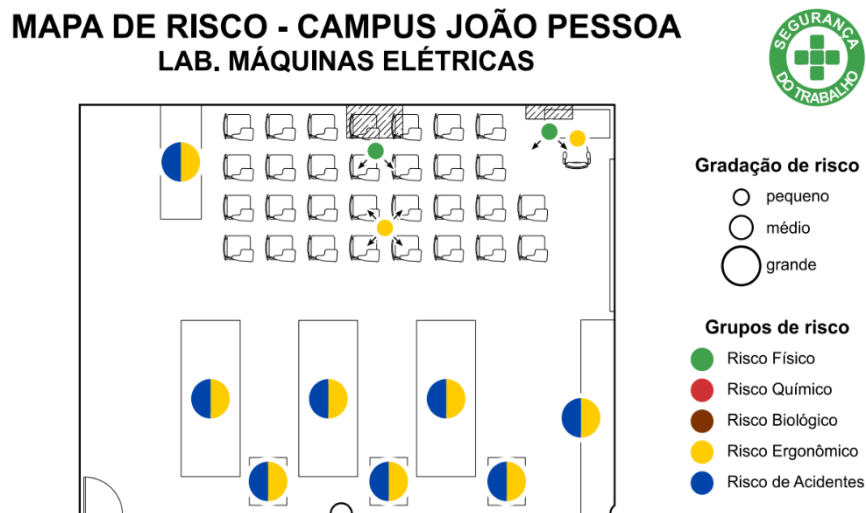 MAPA DE RISCO - CAMPUS JOÃO PESSOA
LAB. MÁQUINAS ELÉTRICAS
SEGURANÇA
DO TRABALHO
Gradação de risco
pequeno
médio
grande
Grupos de risco
Risco Físico
Risco Químico
Risco Biológico
Risco Ergonômico
Risco de Acidentes